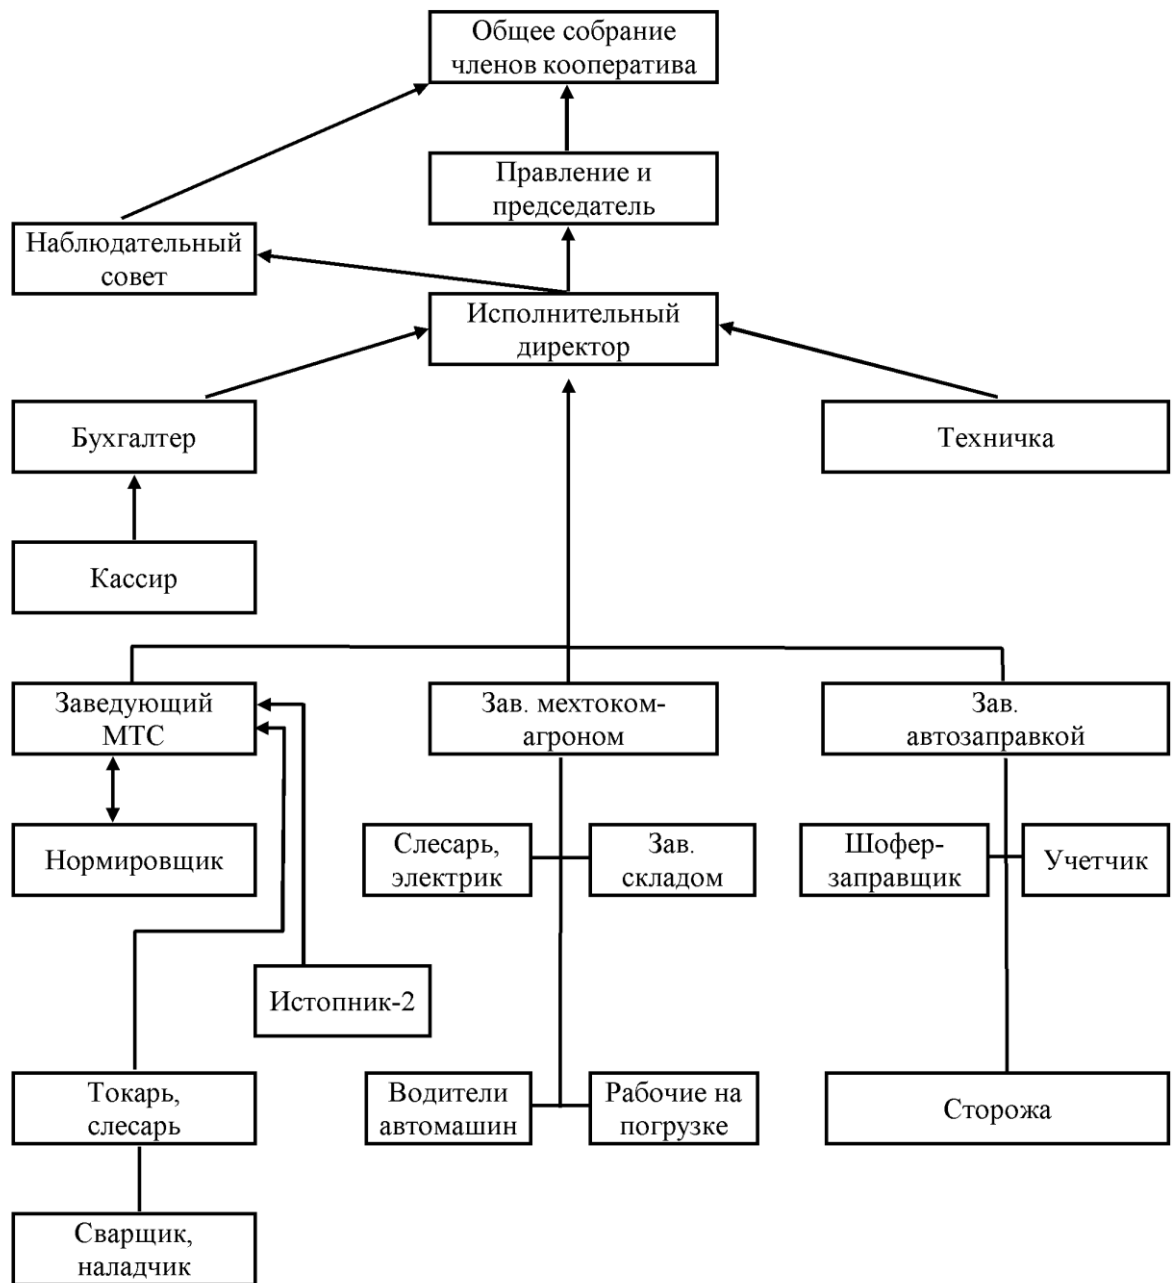 Общее собрание
членов кооператива
Правление и
председатель
Наблюдательный
совет
Исполнительный
директор
Бухгалтер
Техничка
Кассир
Заведующий
МТС
Зав. мехтоком-
агроном
Зав.
автозаправкой
Нормировщик
Слесарь,
электрик
Зав.
складом
Шофер-
заправщик
Учетчик
Истопник-2
Токарь,
слесарь
Водители
автомашин
Рабочие на
погрузке
Сторожа
Сварщик,
наладчик